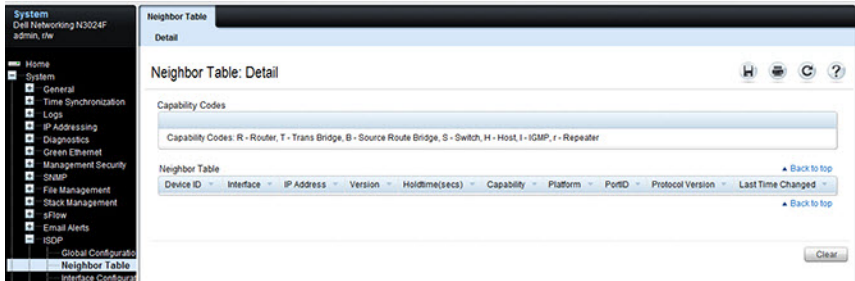 System
Dell Networking N3024F
admin, r/w
Neighbor Table
Detail
Home
System
General
Time Synchronization
Logs
IP Addressing
Diagnostics
Green Ethernet
Management Security
SNMP
File Management
Stack Management
sFlow
Email Alerts
ISDP
Global Configuratio
Neighbor Table
Interface Configurat
Neighbor Table: Detail
Capability Codes
Capability Codes: R - Router, T - Trans Bridge, B - Source Route Bridge, S - Switch, H - Host, I - IGMP, r - Repeater
Neighbor Table
Back to top
Device ID Interface IP Address Version Holdtime(secs) Capability Platform PortID Protocol Version Last Time Changed
Back to top
Clear